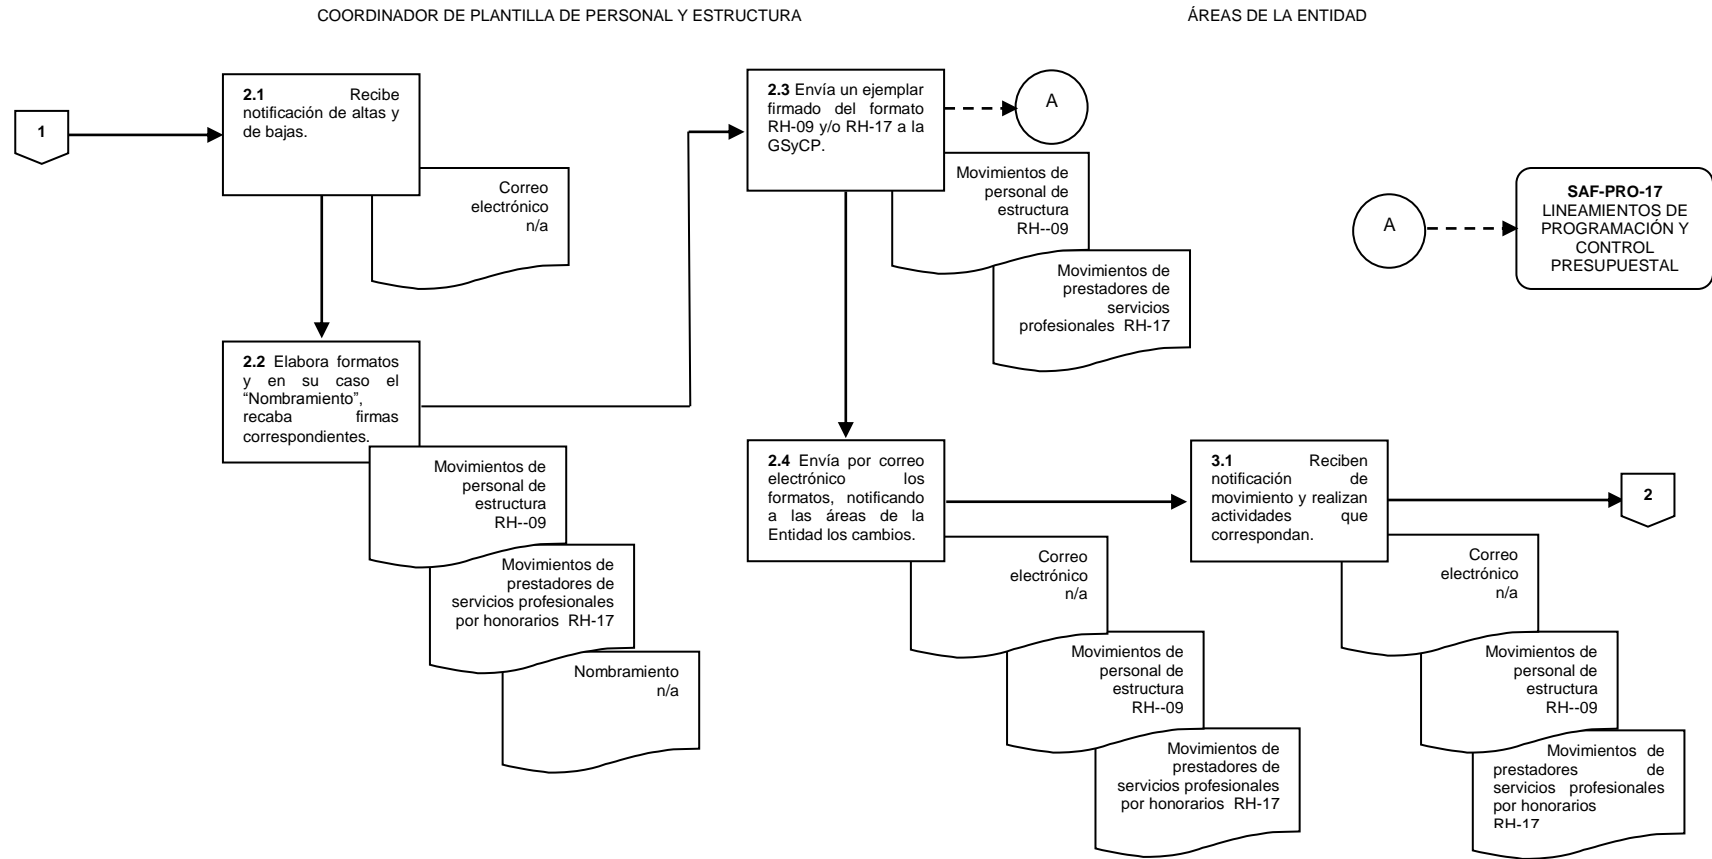 COORDINADOR DE PLANTILLA DE PERSONAL Y ESTRUCTURA
ÁREAS DE LA ENTIDAD
1
2.1 Recibe
notificación de altas y
de bajas.
Correo
electrónico
n/a
2.2 Elabora formatos
y en su caso el
“Nombramiento”,
recaba firmas
correspondientes.
Movimientos de
personal de
estructura
RH--09
Movimientos de
prestadores de
servicios profesionales
por honorarios RH-17
Nombramiento
n/a
2.3 Envía un ejemplar
firmado del formato
RH-09 y/o RH-17 a la
GSyCP.
A
Movimientos de
personal de
estructura
RH--09
Movimientos de
prestadores de
servicios
profesionales RH-17
A
SAF-PRO-17
LINEAMIENTOS DE
PROGRAMACIÓN Y
CONTROL
PRESUPUESTAL
2.4 Envía por correo
electrónico los
formatos, notificando
a las áreas de la
Entidad los cambios.
Correo
electrónico
n/a
Movimientos de
personal de
estructura
RH--09
Movimientos de
prestadores de
servicios profesionales
por honorarios RH-17
3.1 Reciben
notificación de
movimiento y realizan
actividades que
correspondan.
2
Correo
electrónico
n/a
Movimientos de
personal de
estructura
RH--09
Movimientos de
prestadores de
servicios profesionales
por honorarios
RH-17